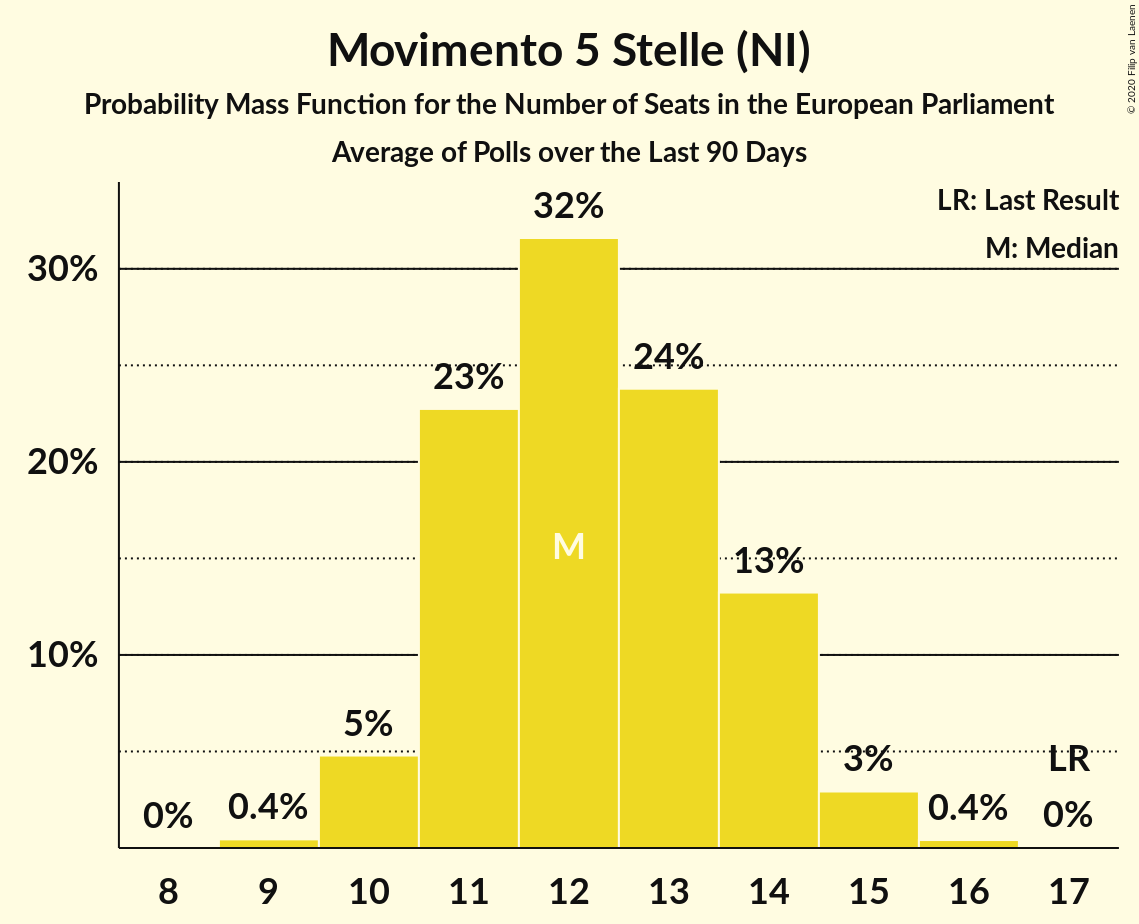 Movimento 5 Stelle (NI)
Probability Mass Function for the Number of Seats in the European Parliament
Average of Polls over the Last 90 Days
© 2020 Filip van Laenen
LR: Last Result
M: Median
30%
20%
10%
0%
0.4%
5%
23%
32%
24%
13%
3%
0.4%
0%
M
LR
8
9
10
11
12
13
14
15
16
17